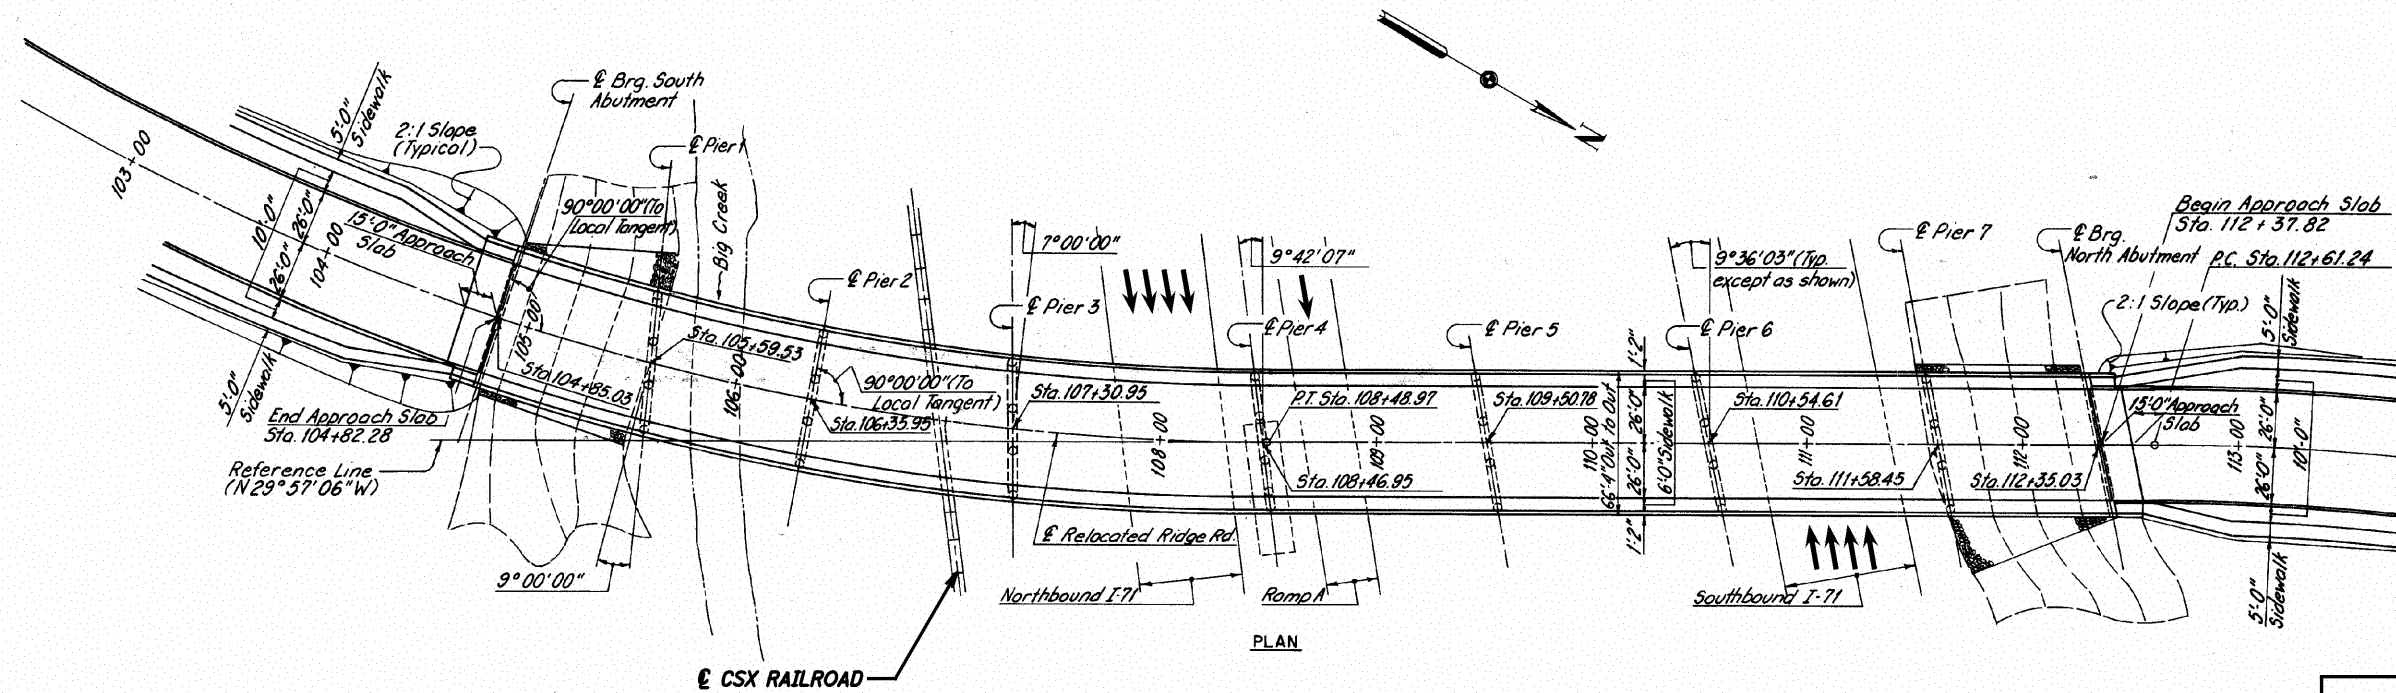 ℄ Brg. South
Abutment
5'-0"
Sidewalk
2:1 Slope
(Typical)
℄ Pier 1
103+00
10'-0"
26'-0"
26'-0"
104+00
15'-0" Approach
Slab
90°00'00" (To
Local Tangent)
Big Creek
℄ Pier 2
7°00'00"
℄ Pier 3
9°42'07"
℄ Pier 4
℄ Pier 5
9°36'03" (Typ.
except as shown)
℄ Pier 6
℄ Pier 7
℄ Brg.
North Abutment
Begin Approach Slab
Sta. 112+37.82
P.C. Sta. 112+61.24
2:1 Slope (Typ.)
5'-0"
Sidewalk
N
105+00
Sta. 104+85.03
Sta. 105+59.53
106+00
90°00'00" (To
Local Tangent)
Sta. 106+35.95
Sta. 107+30.95
108+00
P.T. Sta. 108+48.97
Sta. 108+46.95
109+00
Sta. 109+50.78
110+00
66'-4" Out to Out
1'-2"
26'-0"
26'-0"
1'-2"
6'-0" Sidewalk
Sta. 110+54.61
111+00
Sta. 111+58.45
112+00
Sta. 112+35.03
15'-0" Approach
Slab
113+00
26'-0"
26'-0"
10'-0"
5'-0"
Sidewalk
5'-0"
Sidewalk
End Approach Slab
Sta. 104+82.28
Reference Line
(N 29°57'06" W)
9°00'00"
℄ Relocated Ridge Rd.
Northbound I-71
Ramp A
Southbound I-71
PLAN
℄ CSX RAILROAD